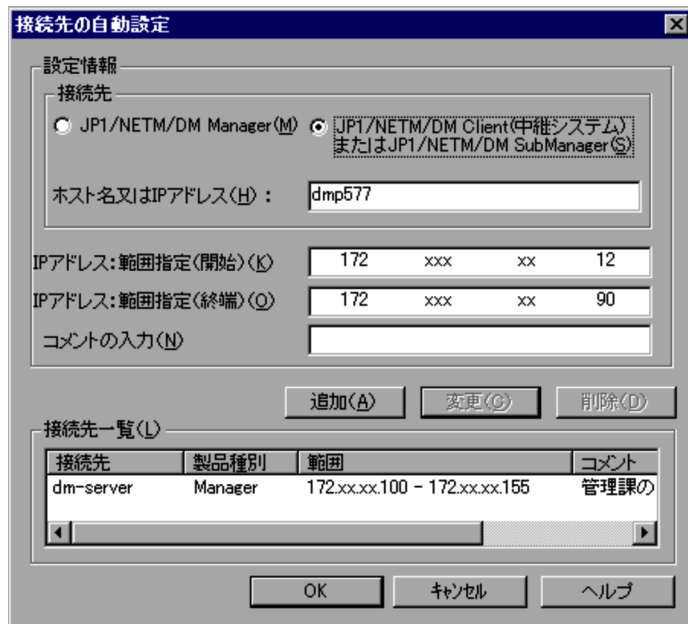 接続先の自動設定
設定情報
接続先
JP1/NETM/DM Manager(M)
JP1/NETM/DM Client(中継システム)
またはJP1/NETM/DM SubManager(S)
ホスト名又はIPアドレス(H) : dmp577
IPアドレス:範囲指定(開始)(K) 172 xxx xx 12
IPアドレス:範囲指定(終端)(O) 172 xxx xx 90
コメントの入力(N)
追加(A) 変更(C) 削除(D)
接続先一覧(L)
接続先 製品種別 範囲 コメント
dm-server Manager 172.xx.xx.100 - 172.xx.xx.155 管理課の
OK キャンセル ヘルプ